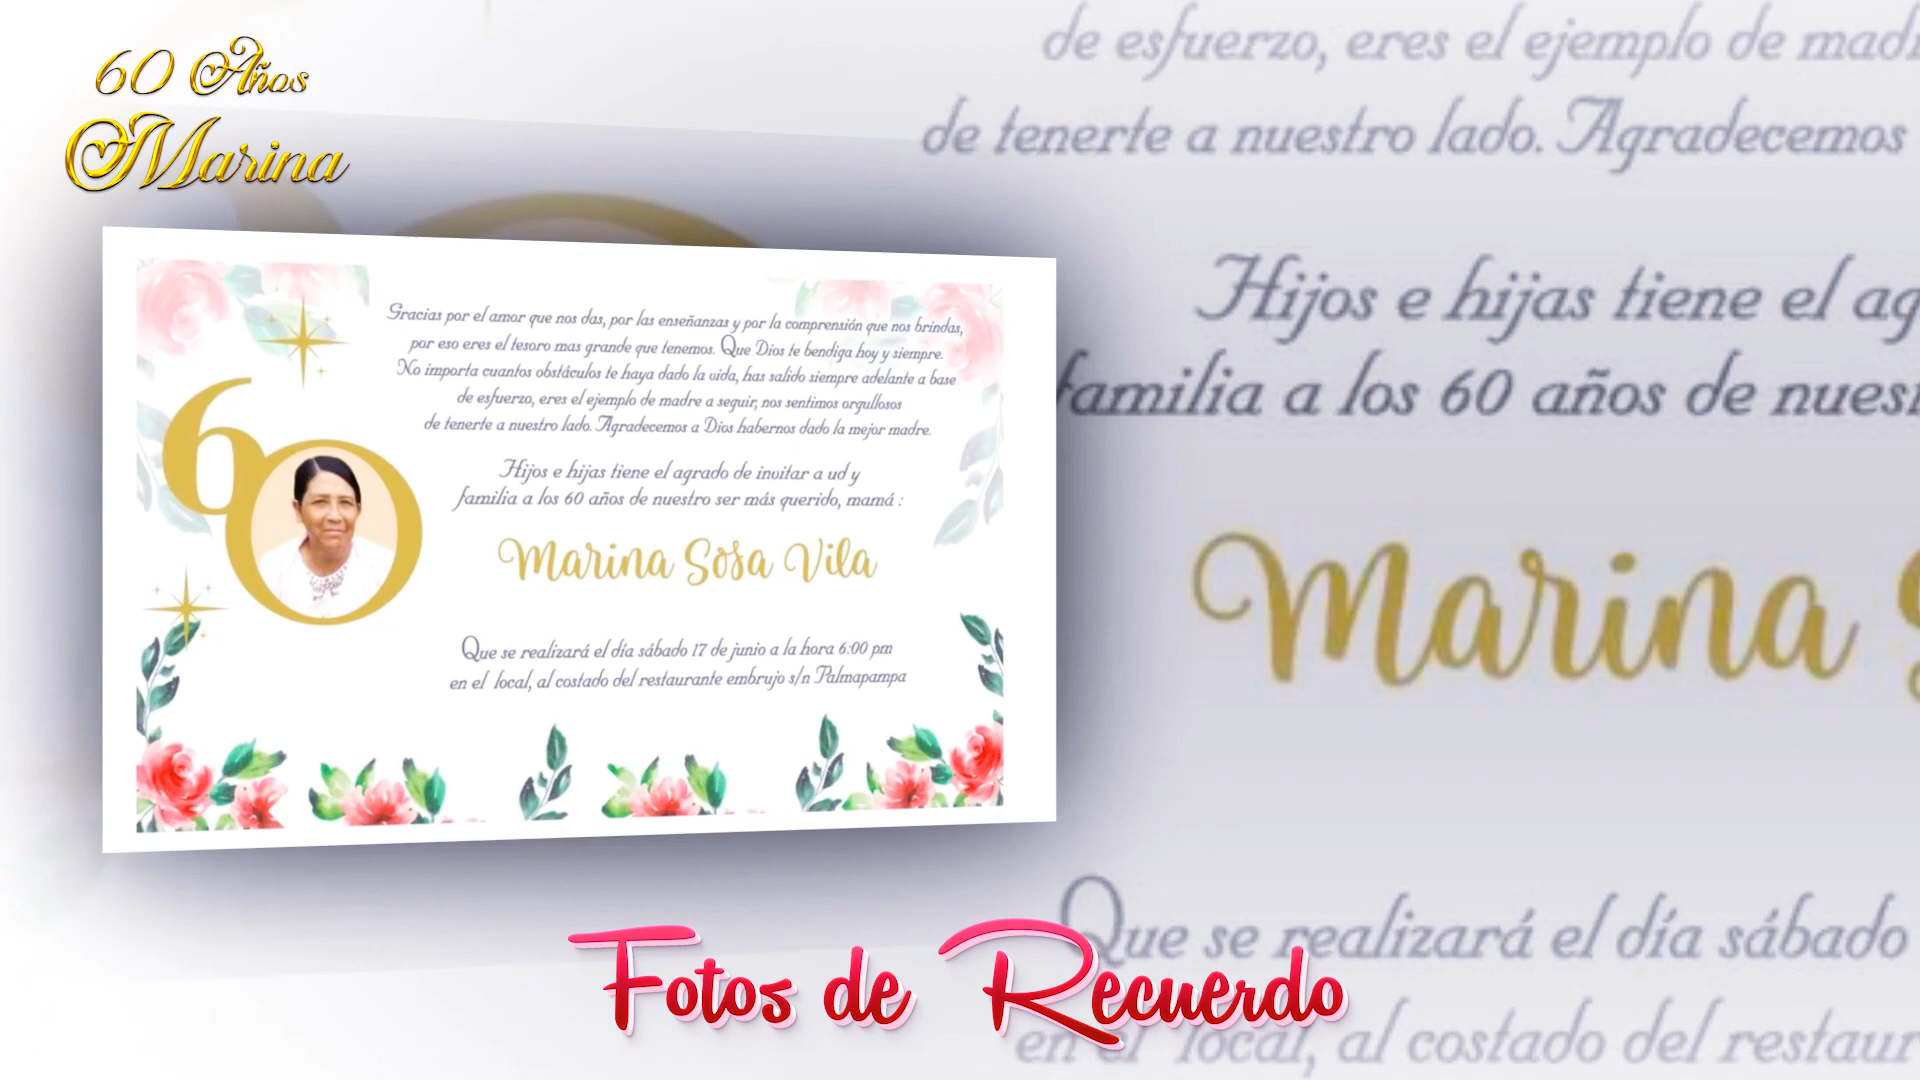 60 Años
Marina
Gracias por el amor que nos das, por las enseñanzas y por la comprensión que nos brindas,
por eso eres el tesoro mas grande que tenemos. Que Dios te bendiga hoy y siempre.
No importa cuantos obstáculos te haya dado la vida, has salido siempre adelante a base
de esfuerzo, eres el ejemplo de madre a seguir, nos sentimos orgullosos
de tenerte a nuestro lado. Agradecemos a Dios habernos dado la mejor madre.
Hijos e hijas tiene el agrado de invitar a ud y
familia a los 60 años de nuestro ser más querido, mamá :
60
Marina Sosa Vila
Que se realizará el día sábado 17 de junio a la hora 6:00 pm
en el local, al costado del restaurante embrujo s/n Palmapampa
de esfuerzo, eres el ejemplo de mad
de tenerte a nuestro lado. Agradecemos
Hijos e hijas tiene el ag
familia a los 60 años de nues
Marina S
Que se realizará el día sábado
en el local, al costado del restaur
Fotos de Recuerdo